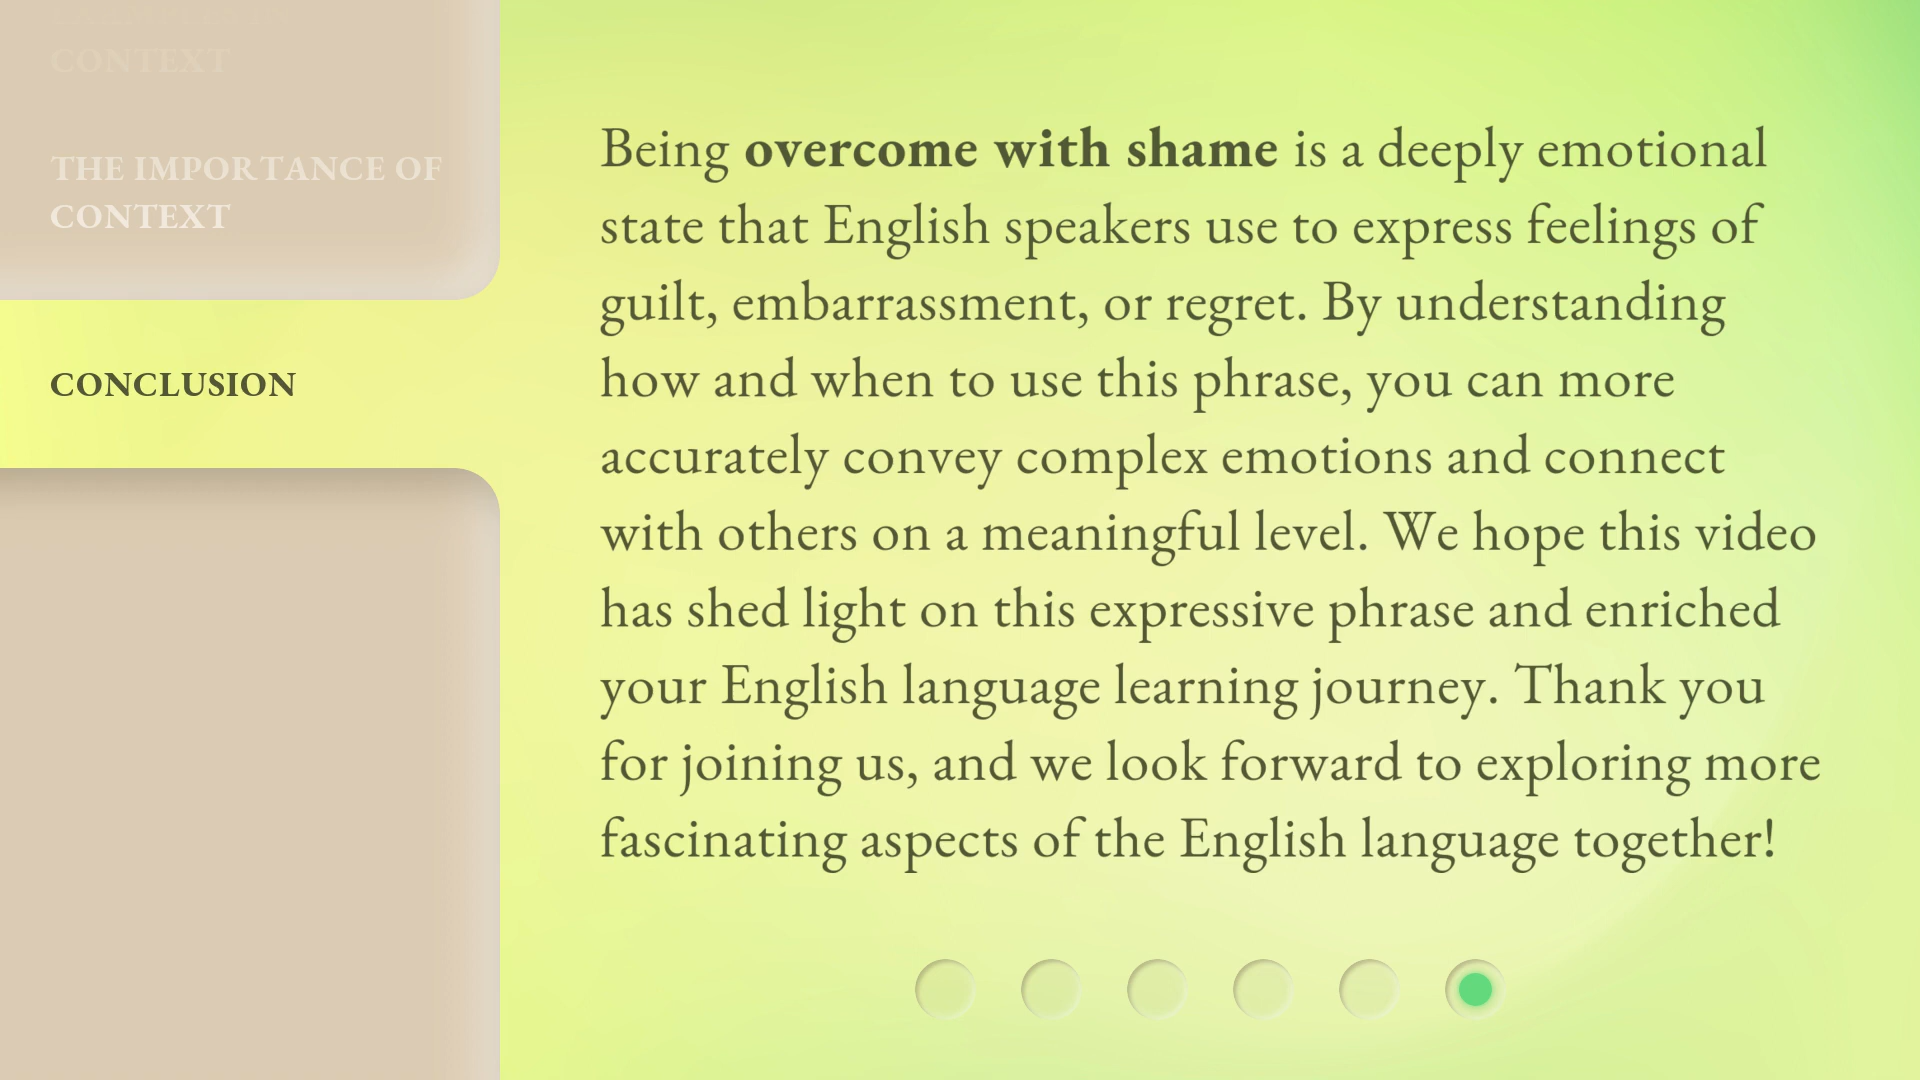 CONTEXT
THE IMPORTANCE OF
CONTEXT
CONCLUSION
Being overcome with shame is a deeply emotional
state that English speakers use to express feelings of
guilt, embarrassment, or regret. By understanding
how and when to use this phrase, you can more
accurately convey complex emotions and connect
with others on a meaningful level. We hope this video
has shed light on this expressive phrase and enriched
your English language learning journey. Thank you
for joining us, and we look forward to exploring more
fascinating aspects of the English language together!